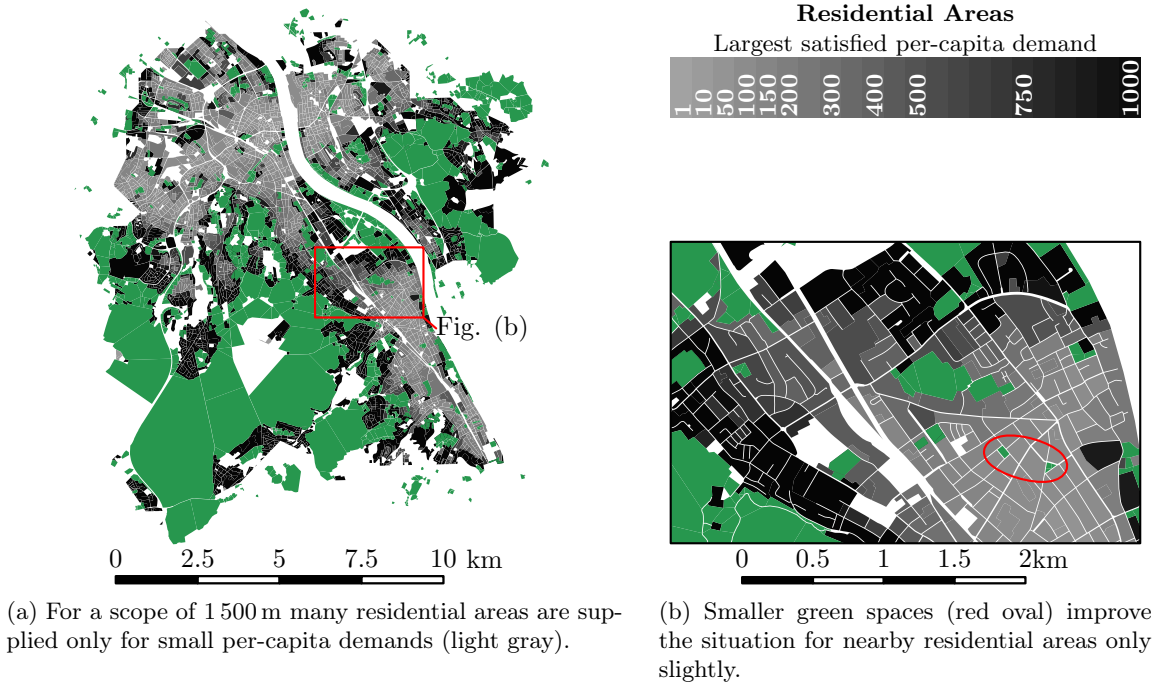 Residential Areas
Largest satisfied per-capita demand
1 10 50 100 150 200 300 400 500 750 1000
Fig. (b)
0 2.5 5 7.5 10 km
0 0.5 1 1.5 2km
(a) For a scope of 1 500 m many residential areas are sup-
plied only for small per-capita demands (light gray).
(b) Smaller green spaces (red oval) improve
the situation for nearby residential areas only
slightly.